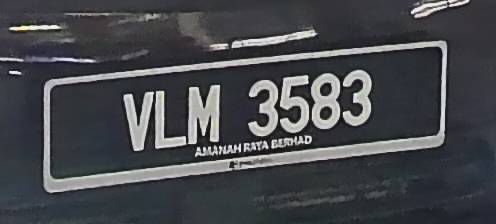 VLM 3583
AMANAH RAYA BERHAD